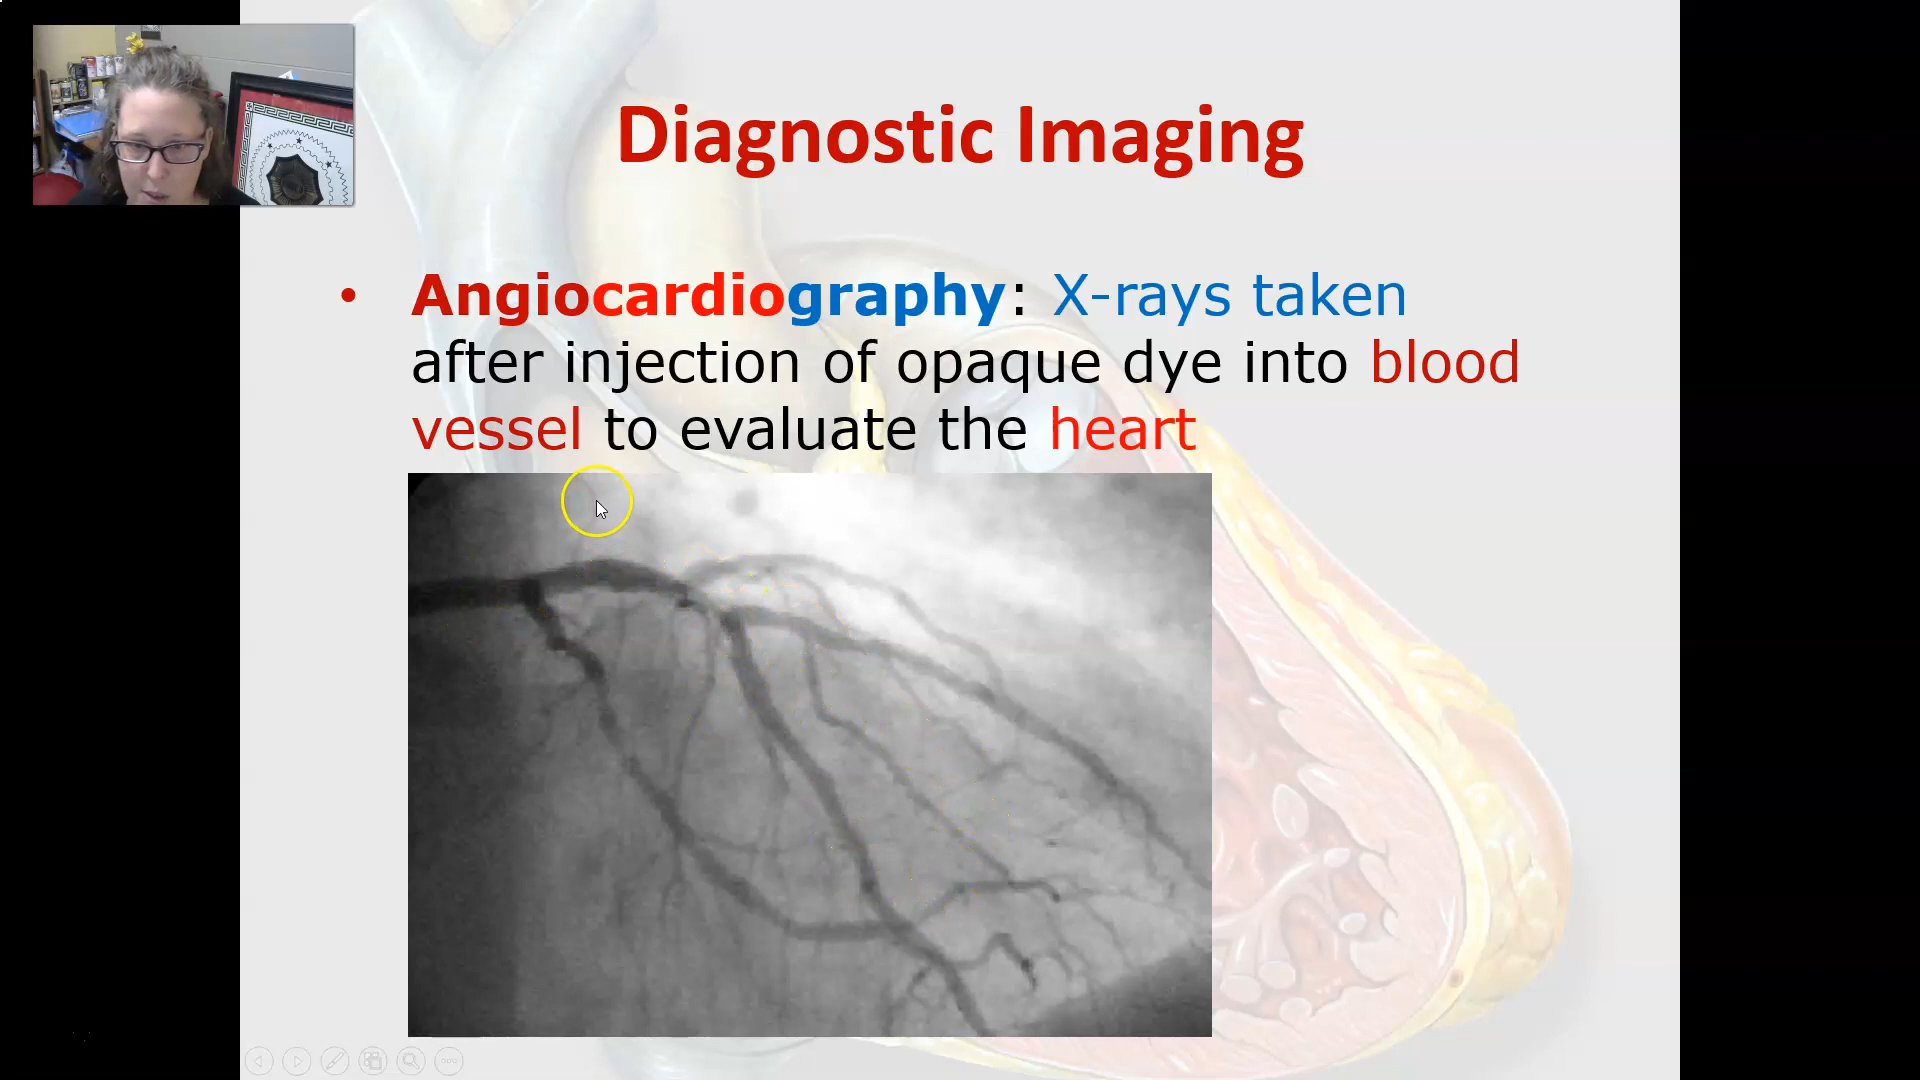 Diagnostic Imaging
• Angiocardiography: X-rays taken
after injection of opaque dye into blood
vessel to evaluate the heart